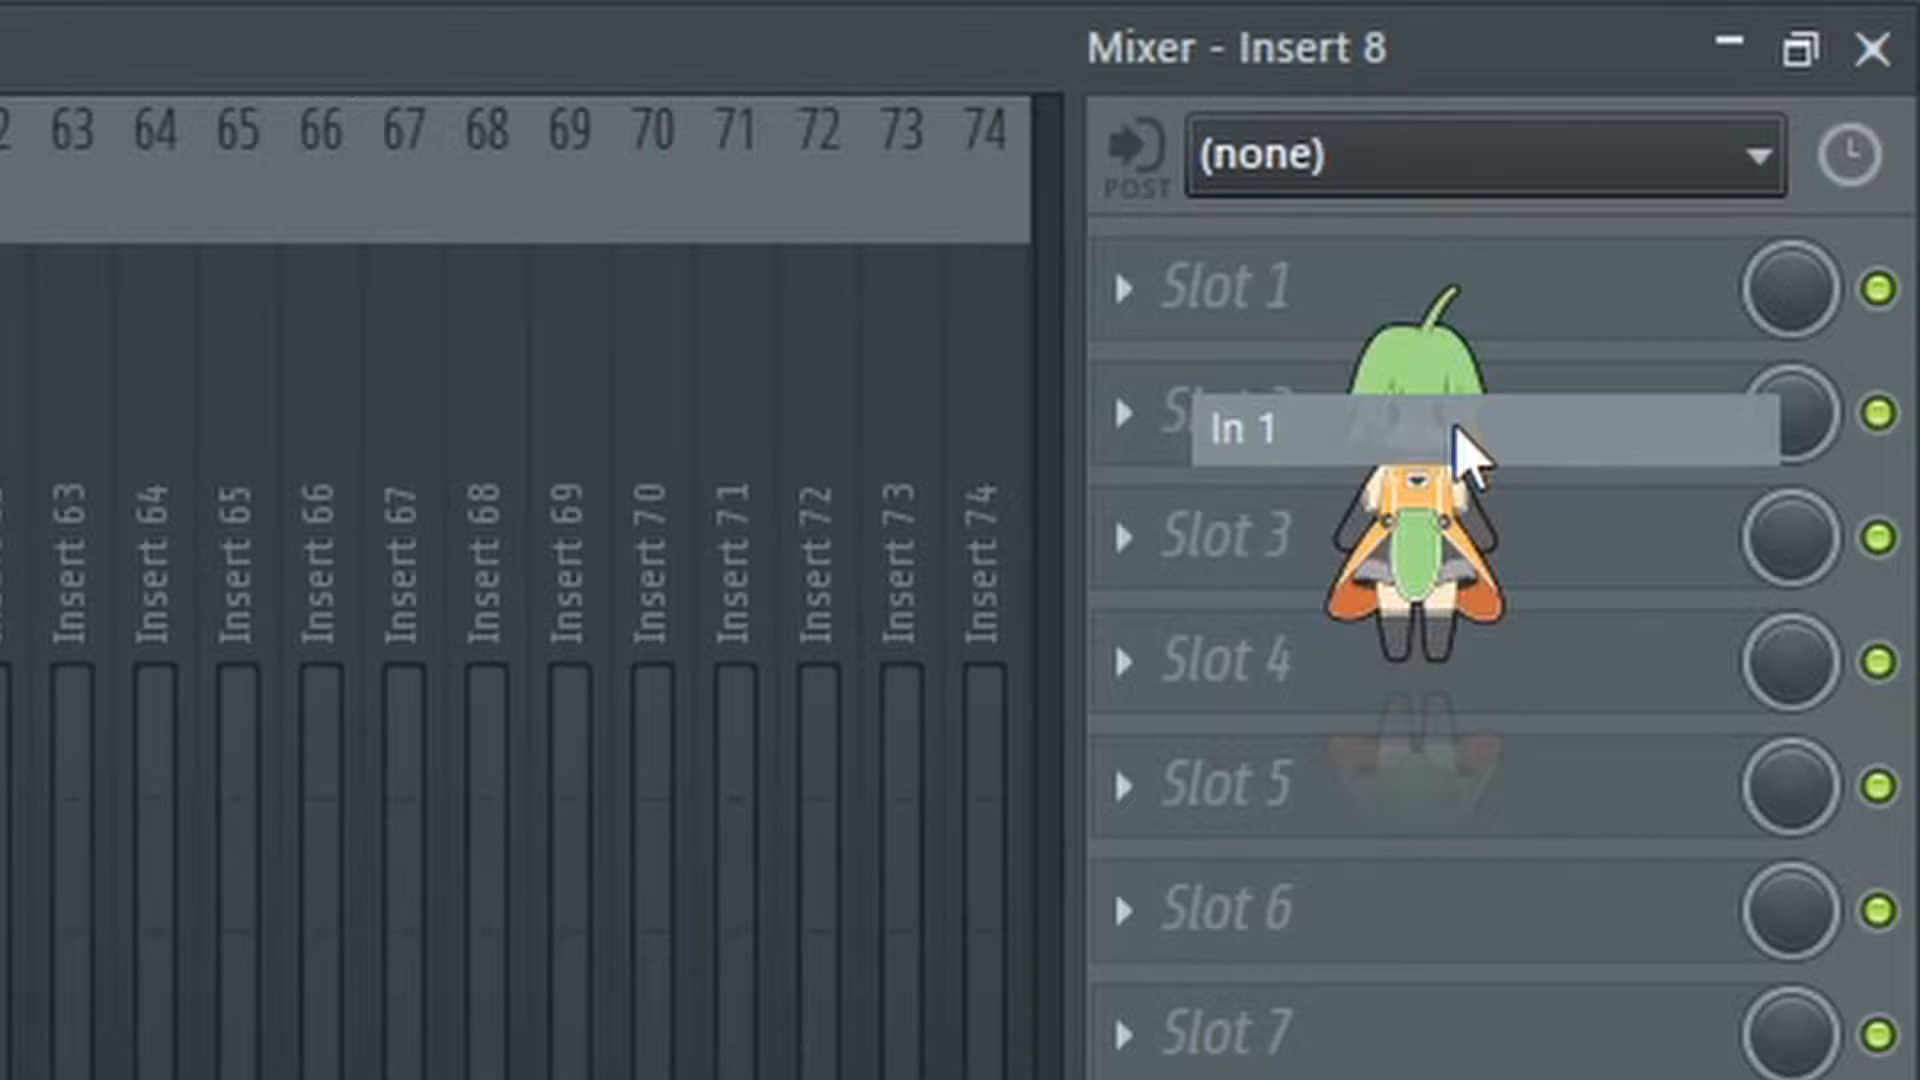 Mixer - Insert 8
63 64 65 66 67 68 69 70 71 72 73 74
POST
(none)
Slot 1
In 1
Slot 3
Slot 4
Slot 5
Slot 6
Slot 7
Insert 63
Insert 64
Insert 65
Insert 66
Insert 67
Insert 68
Insert 69
Insert 70
Insert 71
Insert 72
Insert 73
Insert 74